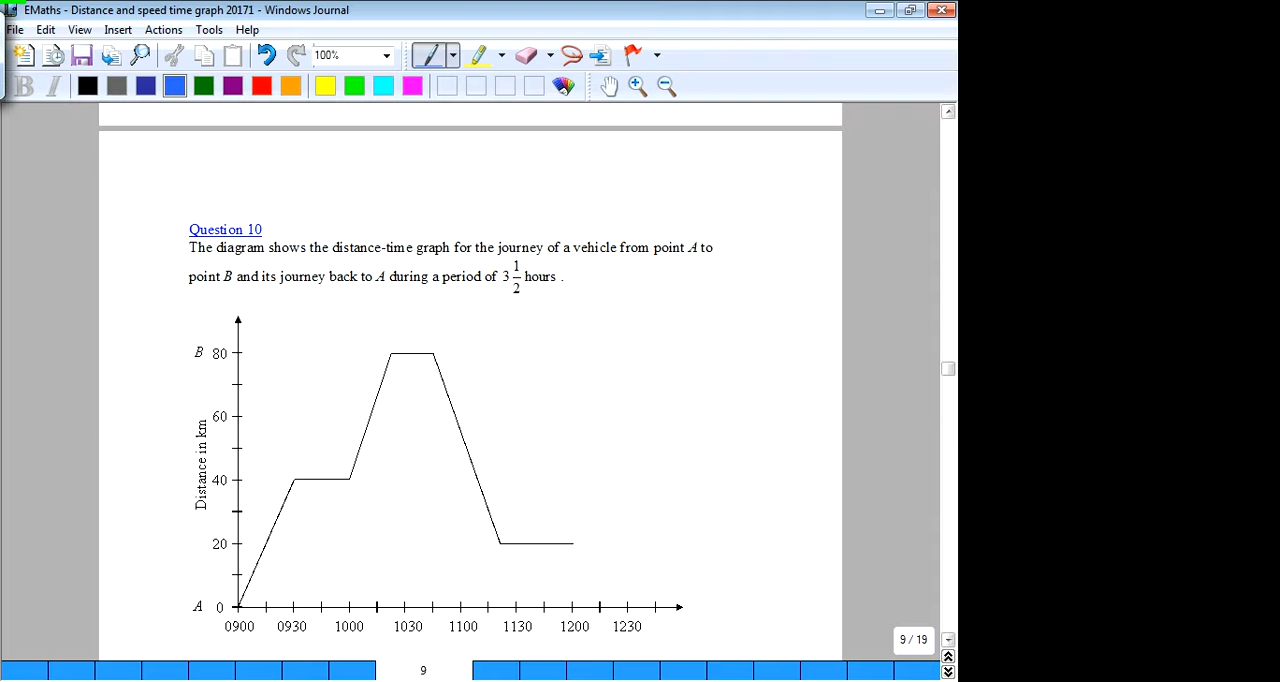 EMaths - Distance and speed time graph 20171 - Windows Journal
File Edit View Insert Actions Tools Help
100%
B I
Question 10
The diagram shows the distance-time graph for the journey of a vehicle from point A to
point B and its journey back to A during a period of 3 1/2 hours .
B 80
60
Distance in km
40
20
A 0
0900 0930 1000 1030 1100 1130 1200 1230
9 / 19
9